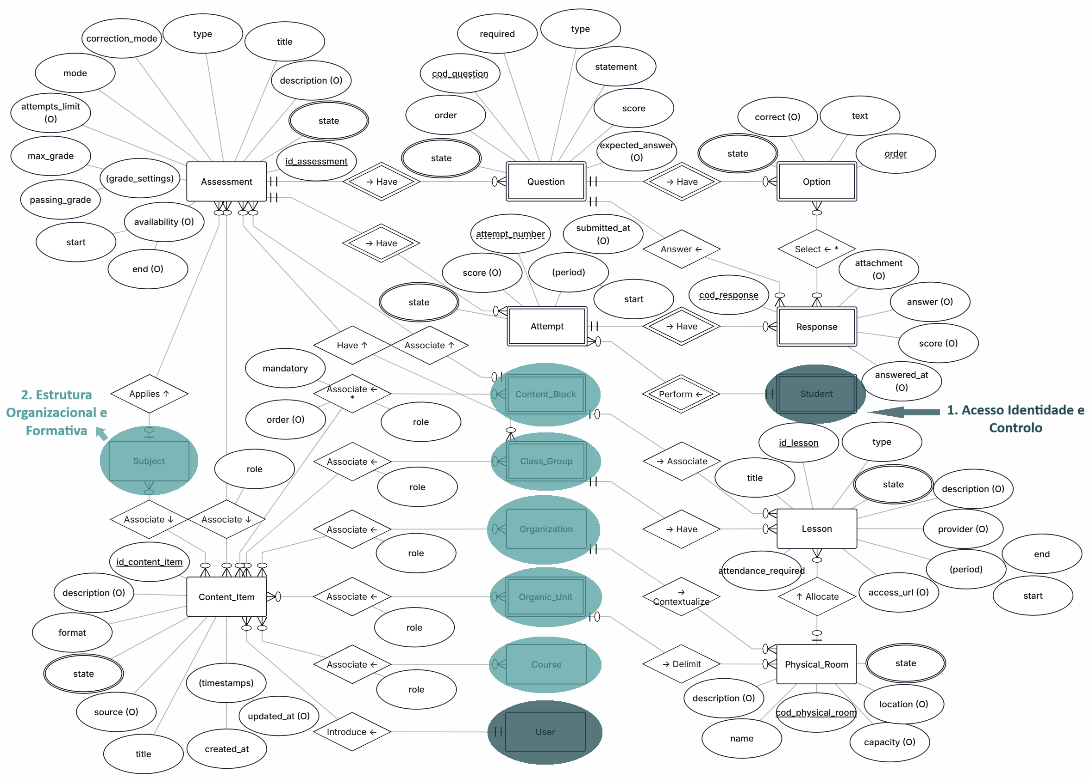 correction_mode
type
title
mode
description (O)
attempts_limit
(O)
state
max_grade
(grade_settings)
id_assessment
passing_grade
Assessment
availability (O)
start
end (O)
→ Have
→ Have
required
type
cod_question
statement
order
score
state
expected_answer
(O)
Question
→ Have
correct (O)
text
state
order
Option
attempt_number
submitted_at
(O)
Answer ←
Select ← *
attachment
(O)
score (O)
(period)
start
cod_response
answer (O)
state
Attempt
→ Have
Response
score (O)
answered_at
(O)
Have ↑
Associate ↑
mandatory
Associate ←
*
order (O)
role
Content_Block
Perform ←
Student
1. Acesso Identidade e
Controlo
2. Estrutura
Organizacional e
Formativa
Applies ↑
Subject
role
Associate ←
role
Class_Group
→ Associate
id_lesson
type
title
state
description (O)
Associate ↓
Associate ↓
Associate ←
role
Organization
→ Have
Lesson
provider (O)
end
attendance_required
(period)
start
access_url (O)
id_content_item
description (O)
Content_Item
format
state
source (O)
title
(timestamps)
updated_at (O)
created_at
Associate ←
role
Organic_Unit
→
Contextualize
↑ Allocate
Associate ←
role
Course
→ Delimit
Physical_Room
state
description (O)
cod_physical_room
location (O)
name
capacity (O)
Introduce ←
User